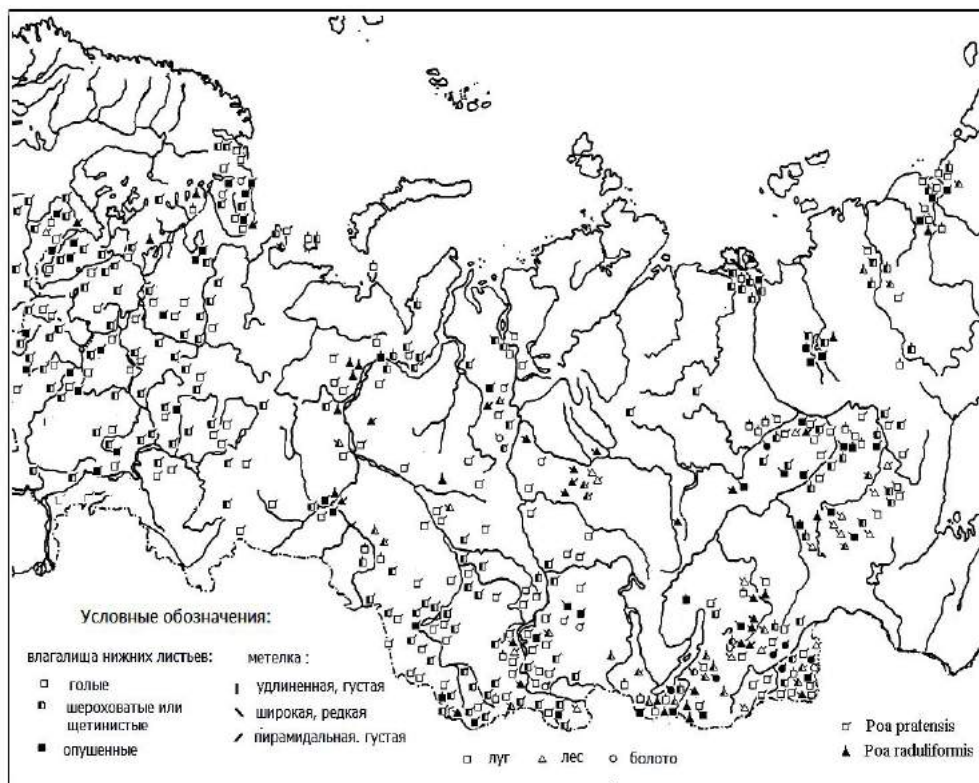 Условные обозначения:
влагалища нижних листьев:
голые
шероховатые или
щетинистые
опушенные
метелка :
удлиненная, густая
широкая, редкая
пирамидальная. густая
луг лес болото
Poa pratensis
Poa raduliformis